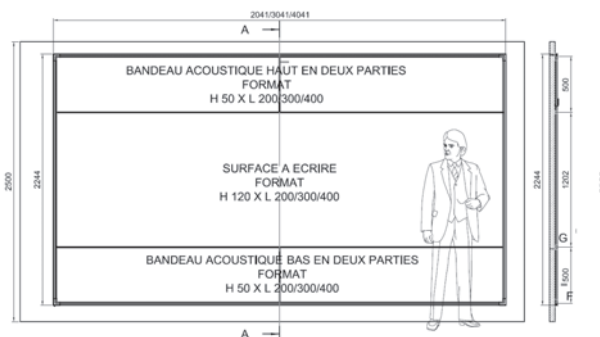 2041/3041/4041
A
BANDEAU ACOUSTIQUE HAUT EN DEUX PARTIES
FORMAT
H 50 X L 200/300/400
500
2500
2244
SURFACE A ECRIRE
FORMAT
H 120 X L 200/300/400
2244
1202
G
BANDEAU ACOUSTIQUE BAS EN DEUX PARTIES
FORMAT
H 50 X L 200/300/400
500
A